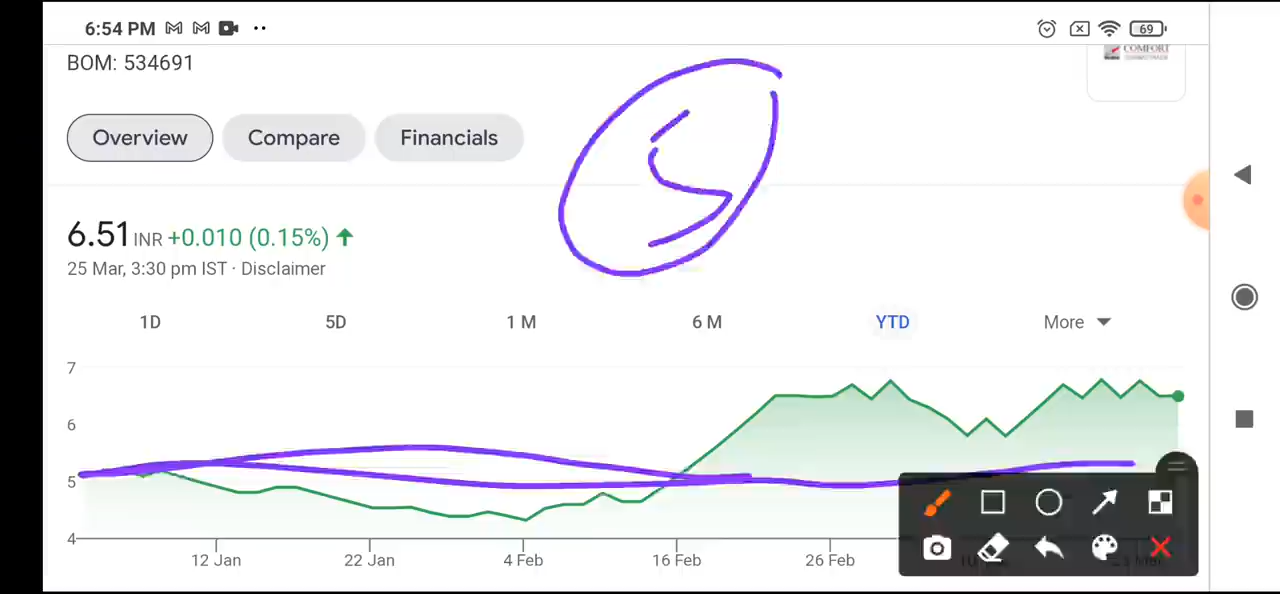 6:54 PM
69
BOM: 534691
COMFORT
Overview
Compare
Financials
5
6.51 INR +0.010 (0.15%)
25 Mar, 3:30 pm IST · Disclaimer
1D
5D
1 M
6 M
YTD
More
7
6
5
4
12 Jan
22 Jan
4 Feb
16 Feb
26 Feb